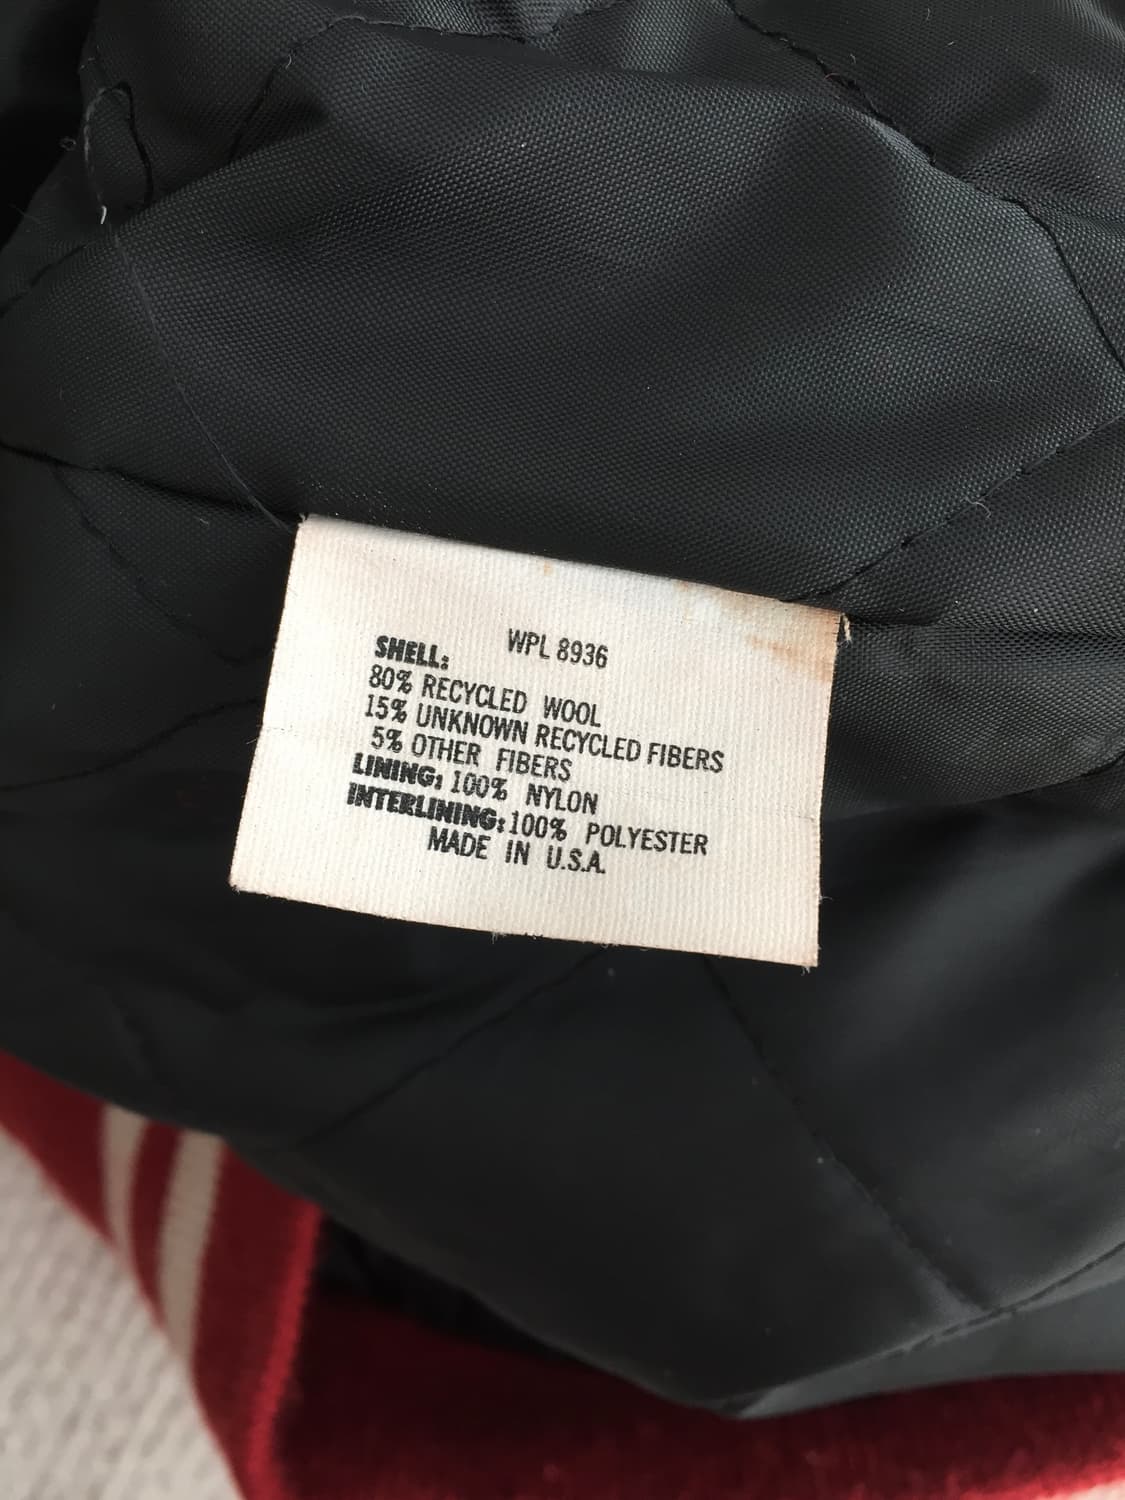 WPL 8936
SHELL:
80% RECYCLED WOOL
15% UNKNOWN RECYCLED FIBERS
5% OTHER FIBERS
LINING: 100% NYLON
INTERLINING: 100% POLYESTER
MADE IN U.S.A.